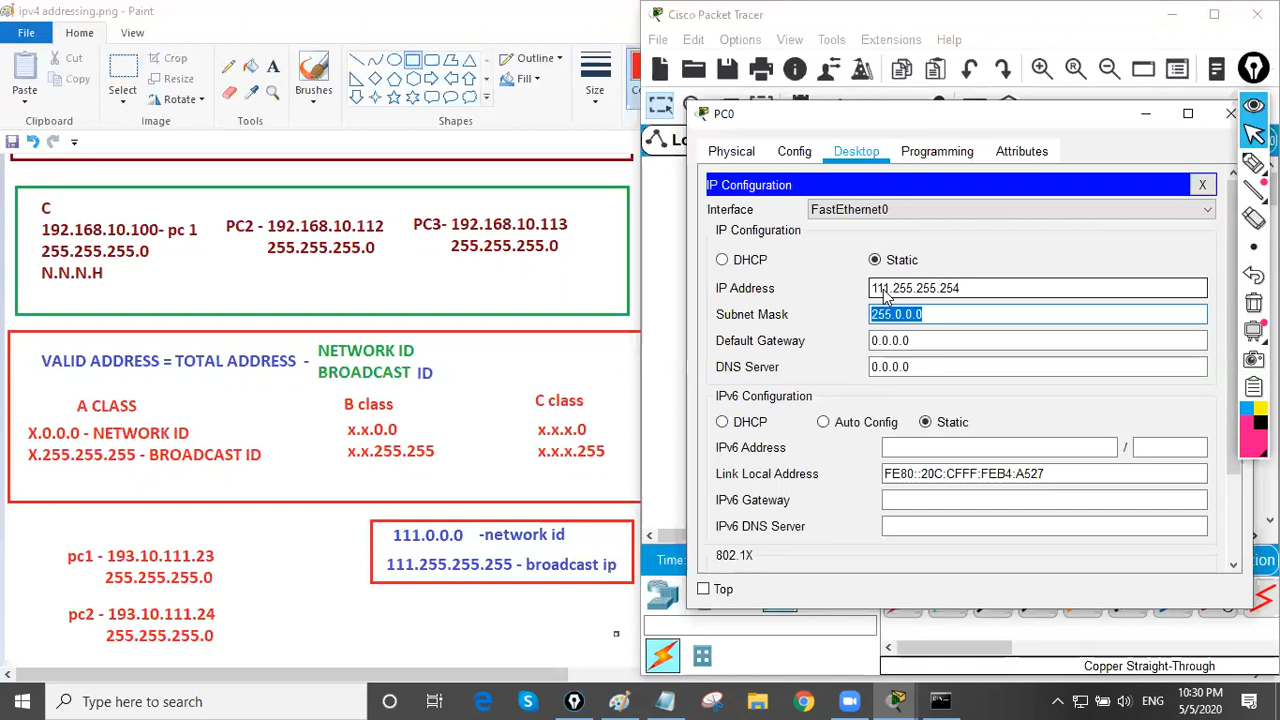 ipv4 addressing.png - Paint
File
Home
View
Paste
Cut
Copy
Clipboard
Select
Crop
Resize
Rotate
Image
Brushes
Tools
Outline
Fill
Shapes
Size
C
192.168.10.100- pc 1
255.255.255.0
N.N.N.H
PC2 - 192.168.10.112
255.255.255.0
PC3- 192.168.10.113
255.255.255.0
VALID ADDRESS = TOTAL ADDRESS -
NETWORK ID
BROADCAST ID
A CLASS
X.0.0.0 - NETWORK ID
X.255.255.255 - BROADCAST ID
B class
x.x.0.0
x.x.255.255
C class
x.x.x.0
x.x.x.255
pc1 - 193.10.111.23
255.255.255.0
pc2 - 193.10.111.24
255.255.255.0
111.0.0.0 -network id
111.255.255.255 - broadcast ip
Cisco Packet Tracer
File Edit Options View Tools Extensions Help
PC0
Physical Config Desktop Programming Attributes
IP Configuration X
Interface FastEthernet0
IP Configuration
DHCP Static
IP Address 111.255.255.254
Subnet Mask 255.0.0.0
Default Gateway 0.0.0.0
DNS Server 0.0.0.0
IPv6 Configuration
DHCP Auto Config Static
IPv6 Address /
Link Local Address FE80::20C:CFFF:FEB4:A527
IPv6 Gateway
IPv6 DNS Server
802.1X
Top
Time:
Copper Straight-Through
Type here to search
ENG
10:30 PM
5/5/2020